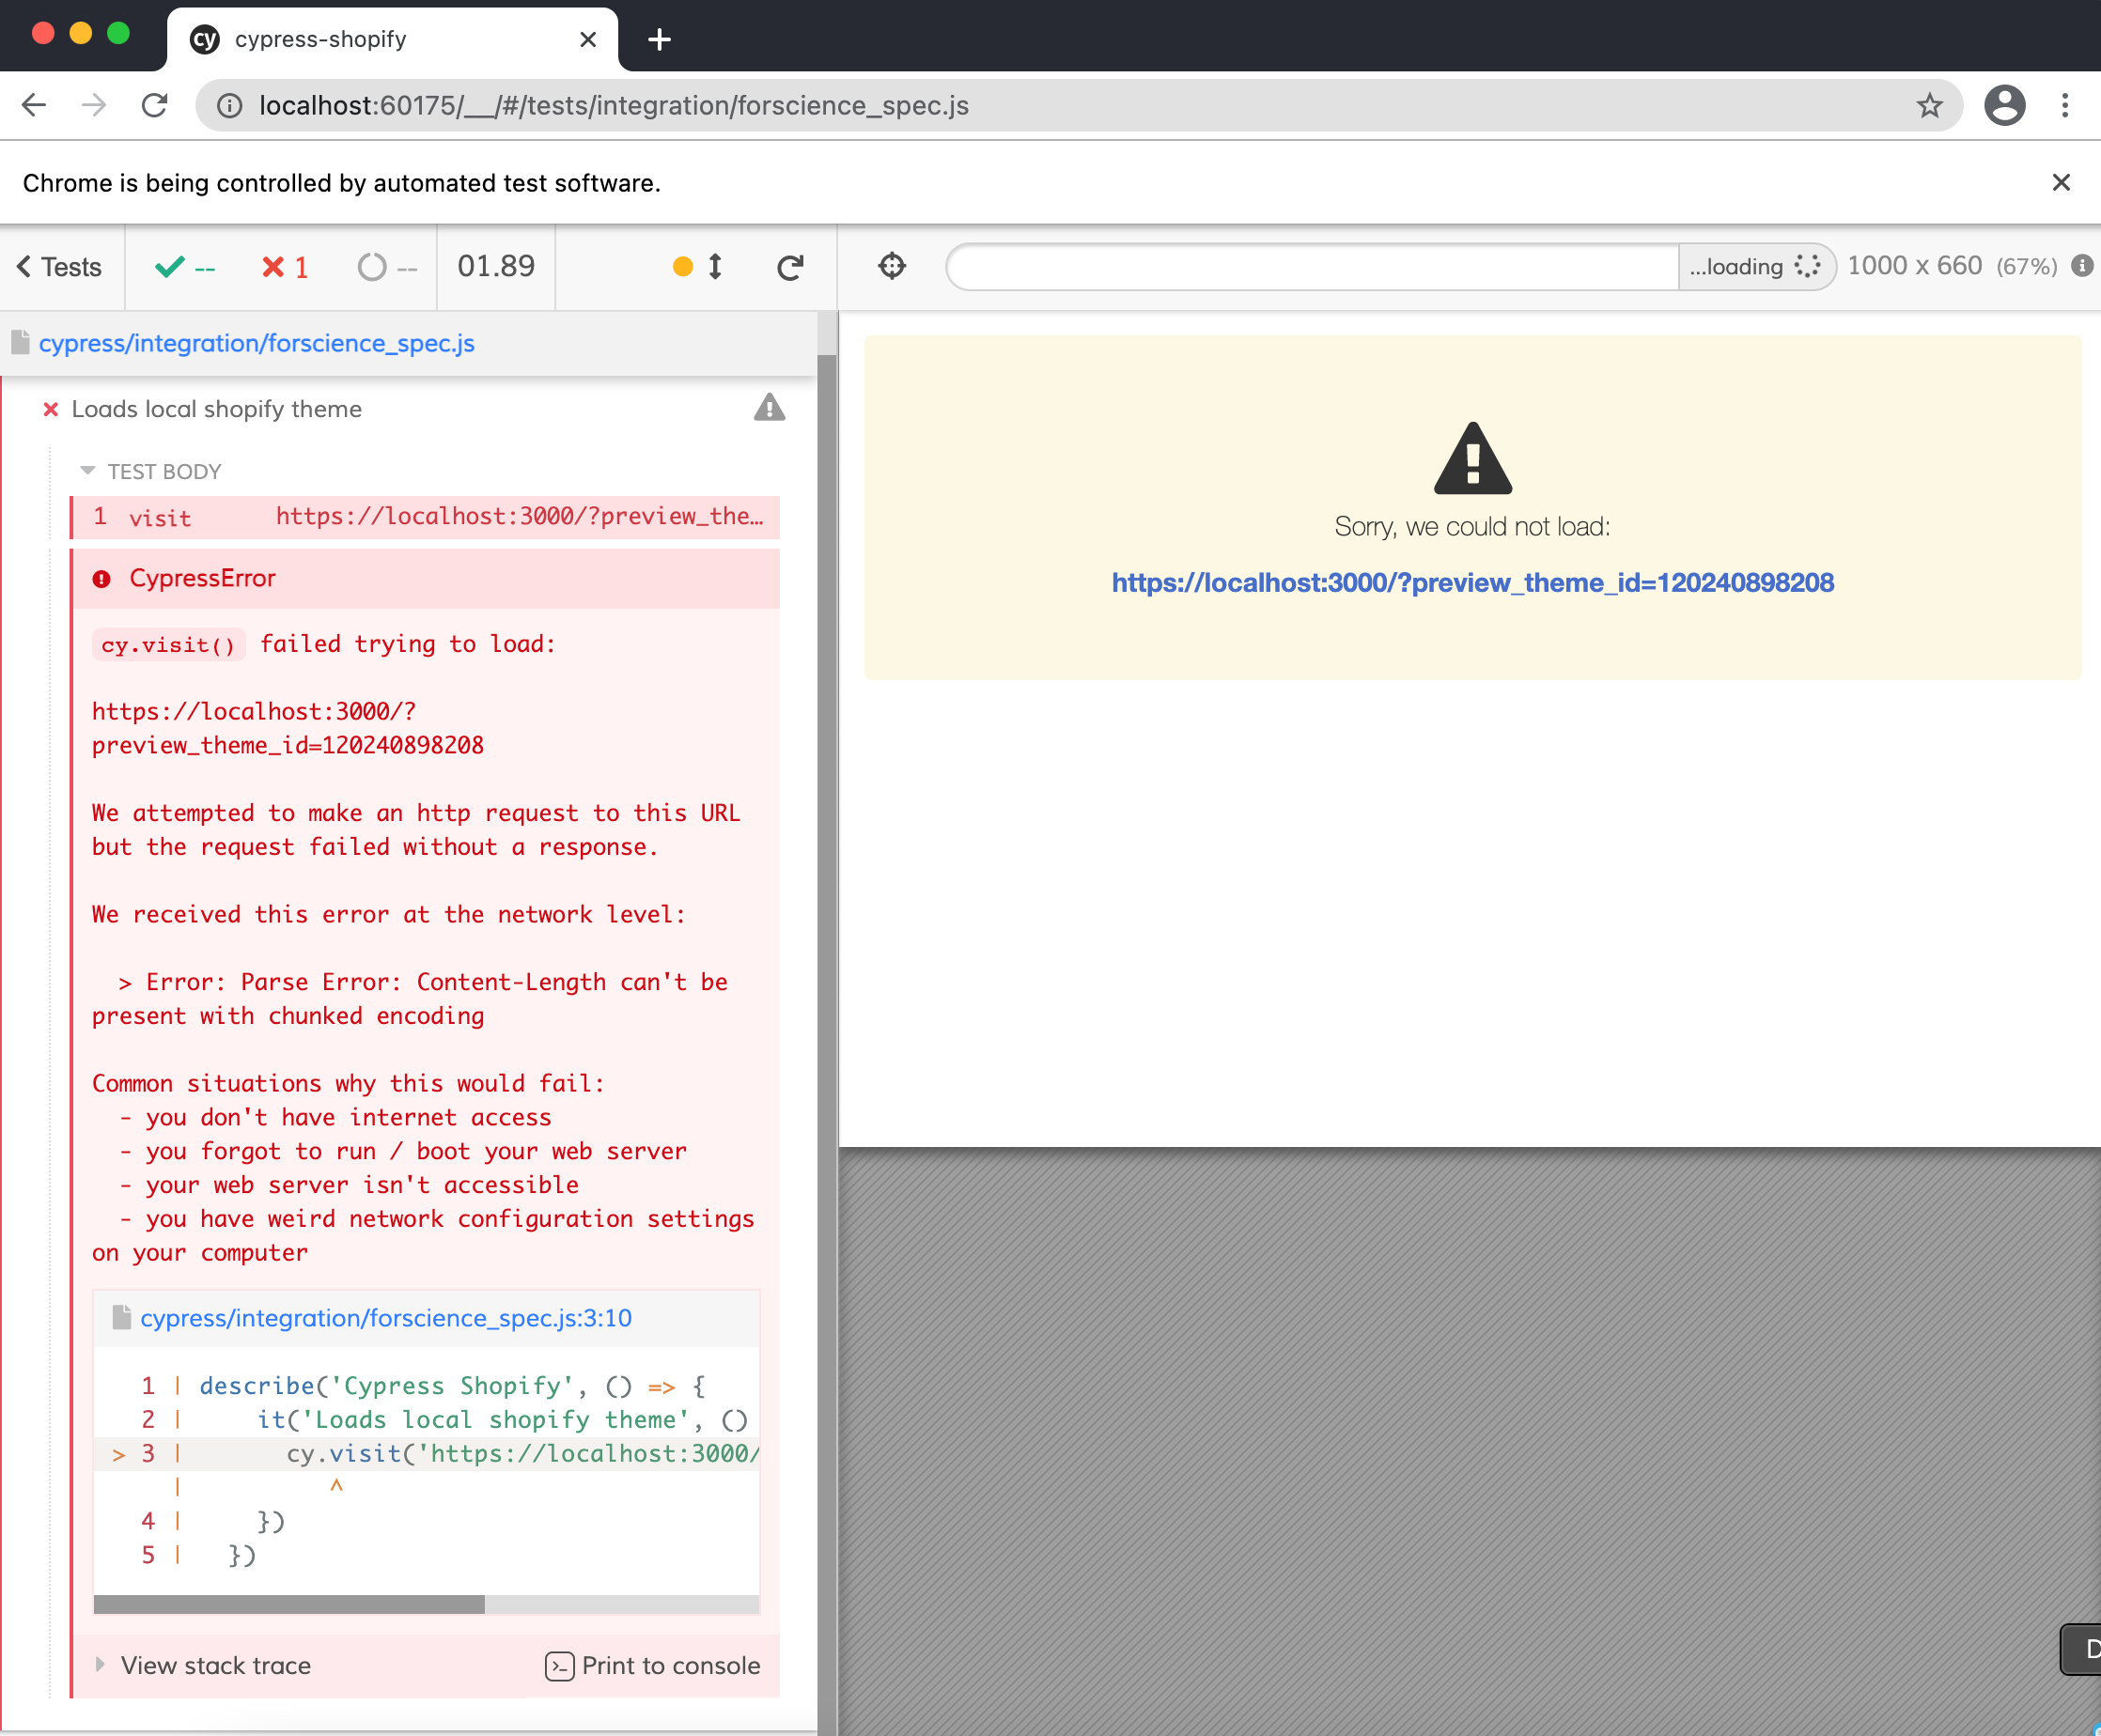 cy cypress-shopify
localhost:60175/__/#/tests/integration/forscience_spec.js
Chrome is being controlled by automated test software.
Tests -- 1 -- 01.89 ...loading 1000 x 660 (67%)
cypress/integration/forscience_spec.js
Loads local shopify theme
TEST BODY
1 visit https://localhost:3000/?preview_the…
CypressError
cy.visit() failed trying to load:
https://localhost:3000/?
preview_theme_id=120240898208
We attempted to make an http request to this URL
but the request failed without a response.
We received this error at the network level:
> Error: Parse Error: Content-Length can't be
present with chunked encoding
Common situations why this would fail:
- you don't have internet access
- you forgot to run / boot your web server
- your web server isn't accessible
- you have weird network configuration settings
on your computer
cypress/integration/forscience_spec.js:3:10
1 | describe('Cypress Shopify', () => {
2 |     it('Loads local shopify theme', ()
> 3 |       cy.visit('https://localhost:3000/
|          ^
4 |     })
5 |   })
View stack trace Print to console
Sorry, we could not load:
https://localhost:3000/?preview_theme_id=120240898208
D